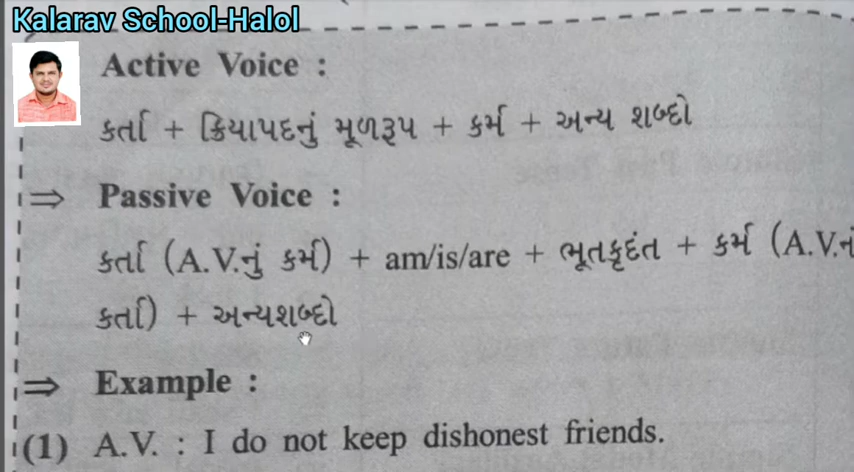 Kalarav School-Halol
Active Voice :
કર્તા + ક્રિયાપદનું મૂળરૂપ + કર્મ + અન્ય શબ્દો
⇒ Passive Voice :
કર્તા (A.V.નું કર્મ) + am/is/are + ભૂતકૃદંત + કર્મ (A.V.નો
કર્તા) + અન્યશબ્દો
⇒ Example :
(1) A.V. : I do not keep dishonest friends.